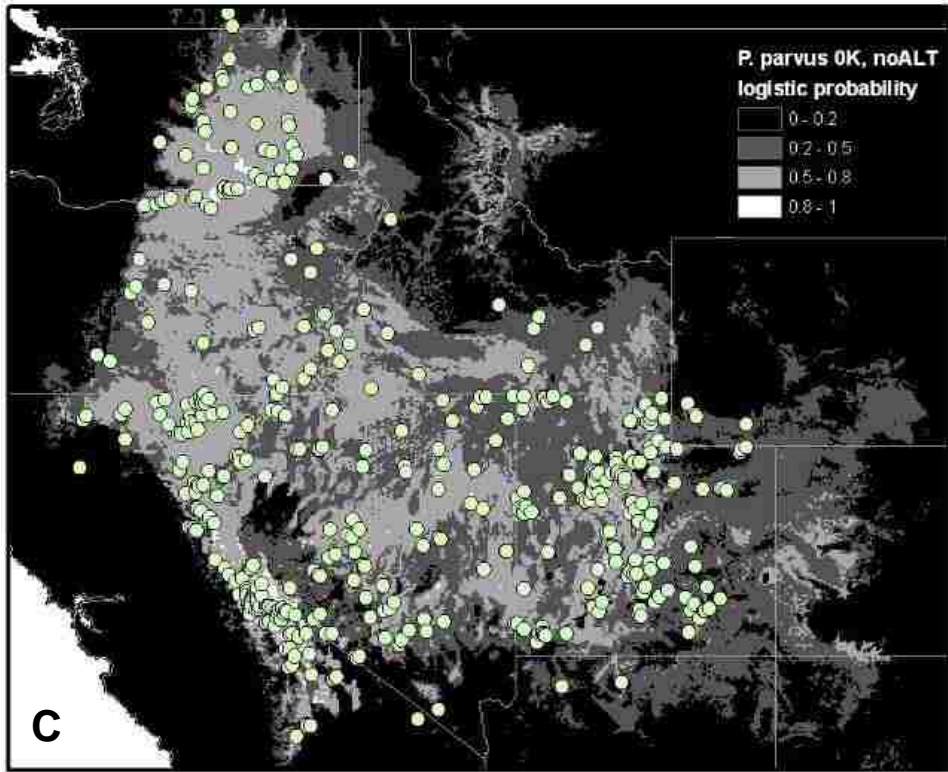 P. parvus 0K, noALT
logistic probability
0 - 0.2
0.2 - 0.5
0.5 - 0.8
0.8 - 1
C